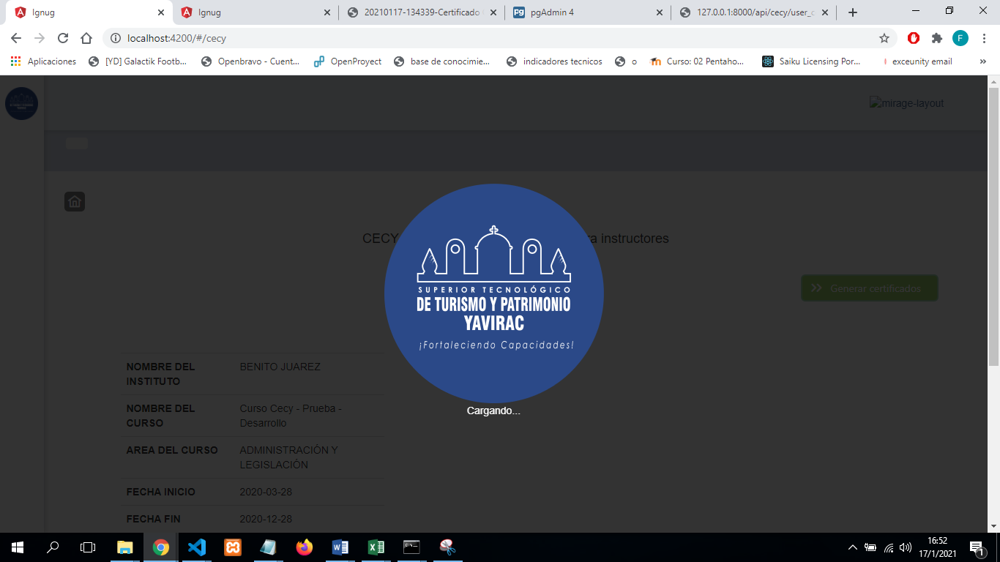 Ignug
Ignug
20210117-134339-Certificado
pgAdmin 4
127.0.0.1:8000/api/cecy/user_c
localhost:4200/#/cecy
F
Aplicaciones
[YD] Galactik Footb...
Openbravo - Cuent...
OpenProyect
base de conocimie...
indicadores tecnicos
o
Curso: 02 Pentaho...
Saiku Licensing Por...
exceunity email
»
mirage-layout
CECY
ra instructores
Generar certificados
SUPERIOR TECNOLÓGICO
DE TURISMO Y PATRIMONIO
YAVIRAC
¡Fortaleciendo Capacidades!
Cargando...
NOMBRE DEL INSTITUTO
BENITO JUAREZ
NOMBRE DEL CURSO
Curso Cecy - Prueba - Desarrollo
AREA DEL CURSO
ADMINISTRACIÓN Y LEGISLACIÓN
FECHA INICIO
2020-03-28
FECHA FIN
2020-12-28
16:52
17/1/2021
1